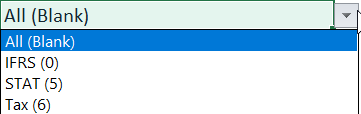 All (Blank)
All (Blank)
IFRS (0)
STAT (5)
Tax (6)